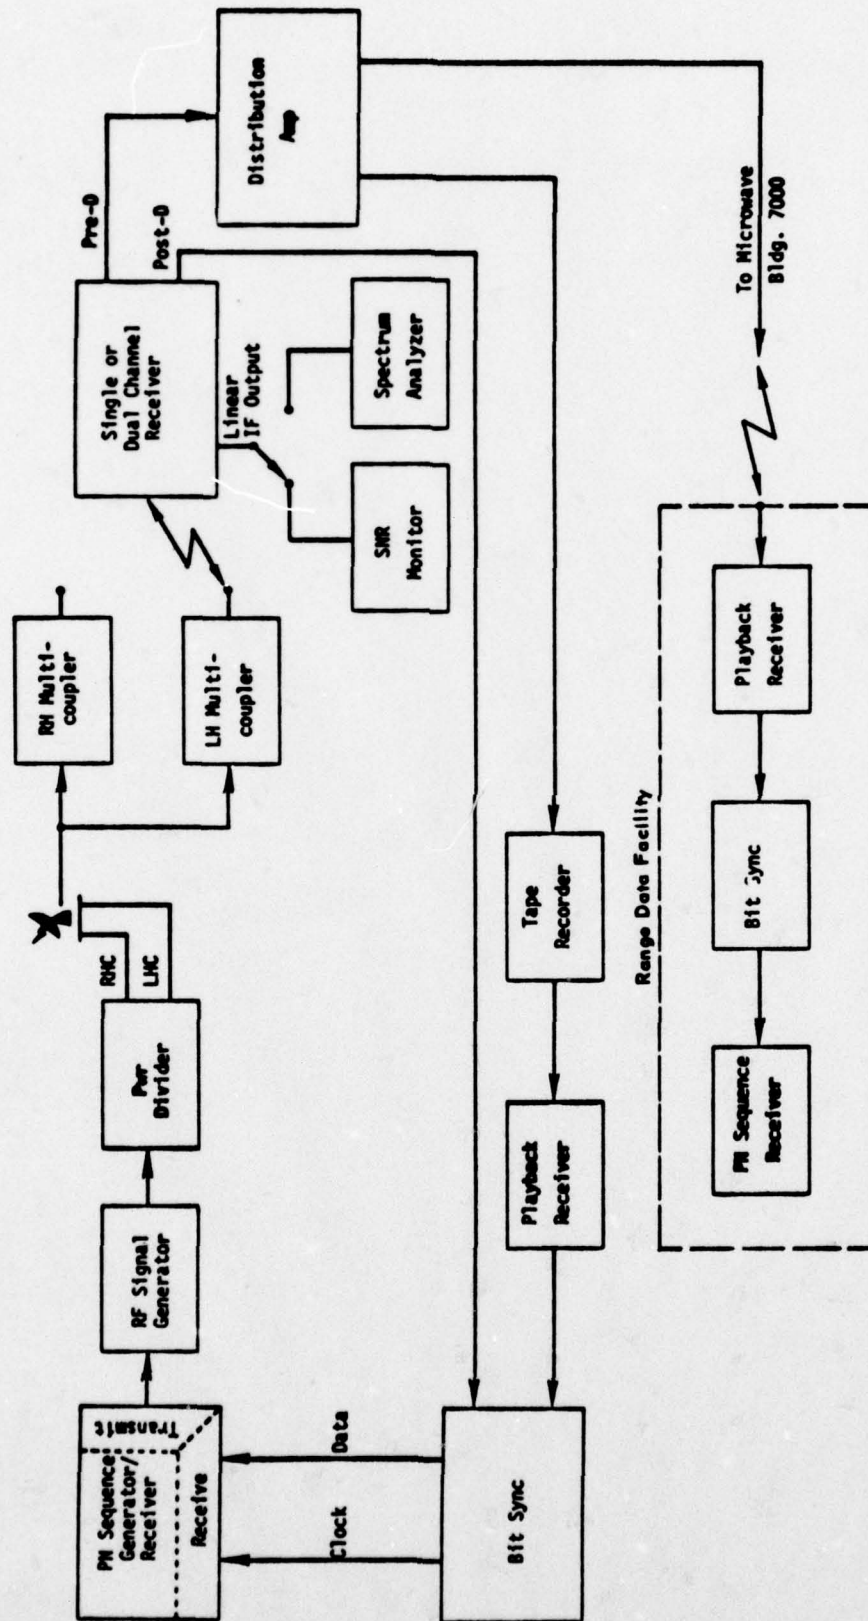 PN Sequence
Generator/
Receiver
Transmit
Receive
RF Signal
Generator
Pwr
Divider
RHC
LHC
RH Multi-
coupler
LH Multi-
coupler
Single or
Dual Channel
Receiver
Pre-D
Post-D
Linear
IF Output
Distribution
Amp
SNR
Monitor
Spectrum
Analyzer
Clock
Data
Bit Sync
Playback
Receiver
Tape
Recorder
To Microwave
Bldg. 7000
Range Data Facility
PN Sequence
Receiver
Bit Sync
Playback
Receiver